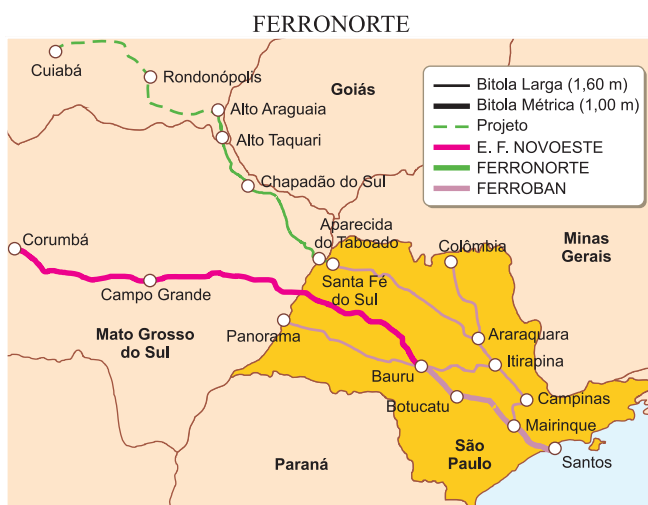 FERRONORTE
Cuiabá
Rondonópolis
Goiás
Alto Araguaia
Alto Taquari
Chapadão do Sul
Bitola Larga (1,60 m)
Bitola Métrica (1,00 m)
Projeto
E. F. NOVOESTE
FERRONORTE
FERROBAN
Corumbá
Campo Grande
Aparecida
do Taboado
Colômbia
Minas
Gerais
Santa Fé
do Sul
Mato Grosso
do Sul
Panorama
Araraquara
Itirapina
Bauru
Botucatu
Campinas
Mairinque
São
Paulo
Santos
Paraná